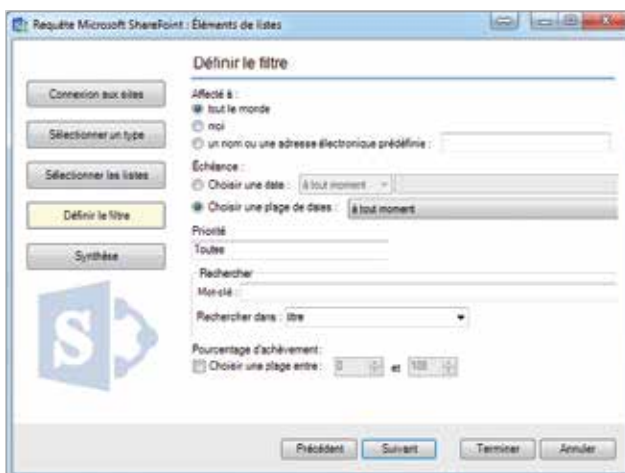 Requête Microsoft SharePoint : Éléments de listes
Définir le filtre
Connexion aux sites
Sélectionner un type
Sélectionner les listes
Définir le filtre
Synthèse
Affecté à :
tout le monde
moi
un nom ou une adresse électronique prédéfinie :
Échéance :
Choisir une date : à tout moment
Choisir une plage de dates : à tout moment
Priorité
Toutes
Rechercher
Mot-clé :
Rechercher dans : titre
Pourcentage d'achèvement:
Choisir une plage entre : 0 et 100
Précédent Suivant Terminer Annuler